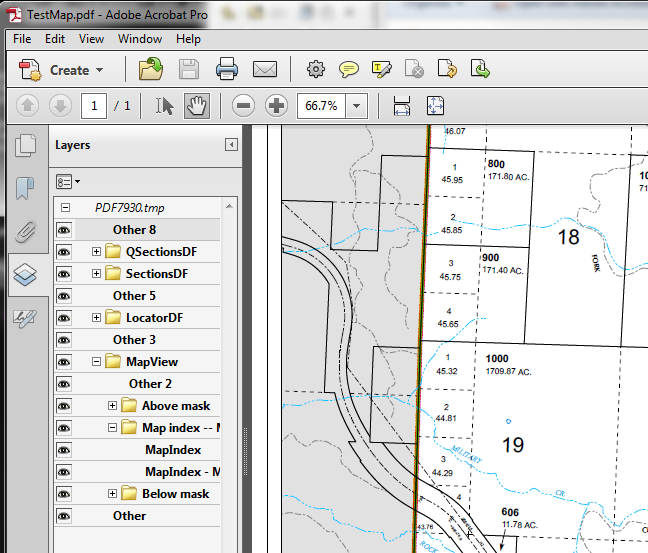 TestMap.pdf - Adobe Acrobat Pro
File Edit View Window Help
Create
1 / 1 66.7%
Layers
PDF7930.tmp
Other 8
QSectionsDF
SectionsDF
Other 5
LocatorDF
Other 3
MapView
Other 2
Above mask
Map index -- M
MapIndex
MapIndex - M
Below mask
Other
46.07
1
45.95
800
171.80 AC.
2
45.85
18
FORK
3
45.75
900
171.40 AC.
4
45.65
1
45.32
1000
1709.87 AC.
2
44.81
19
MILITARY
CR.
3
44.29
4
606
11.78 AC.
43.76
ROCK